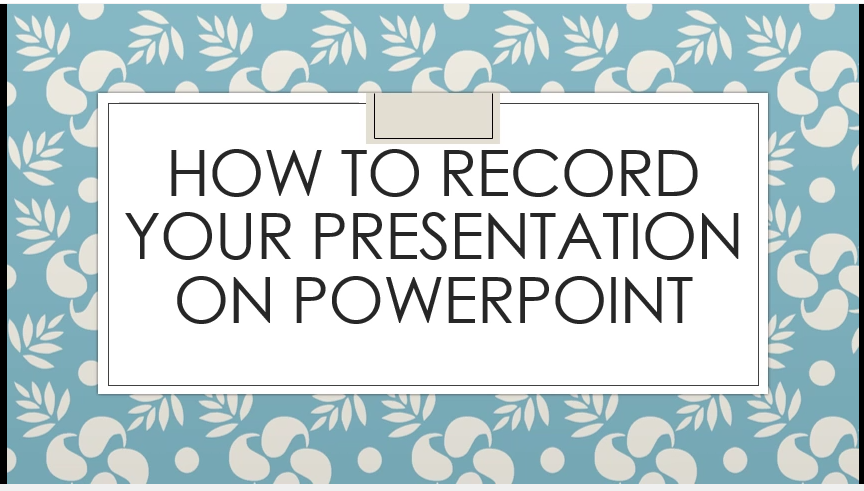 HOW TO RECORD
YOUR PRESENTATION
ON POWERPOINT